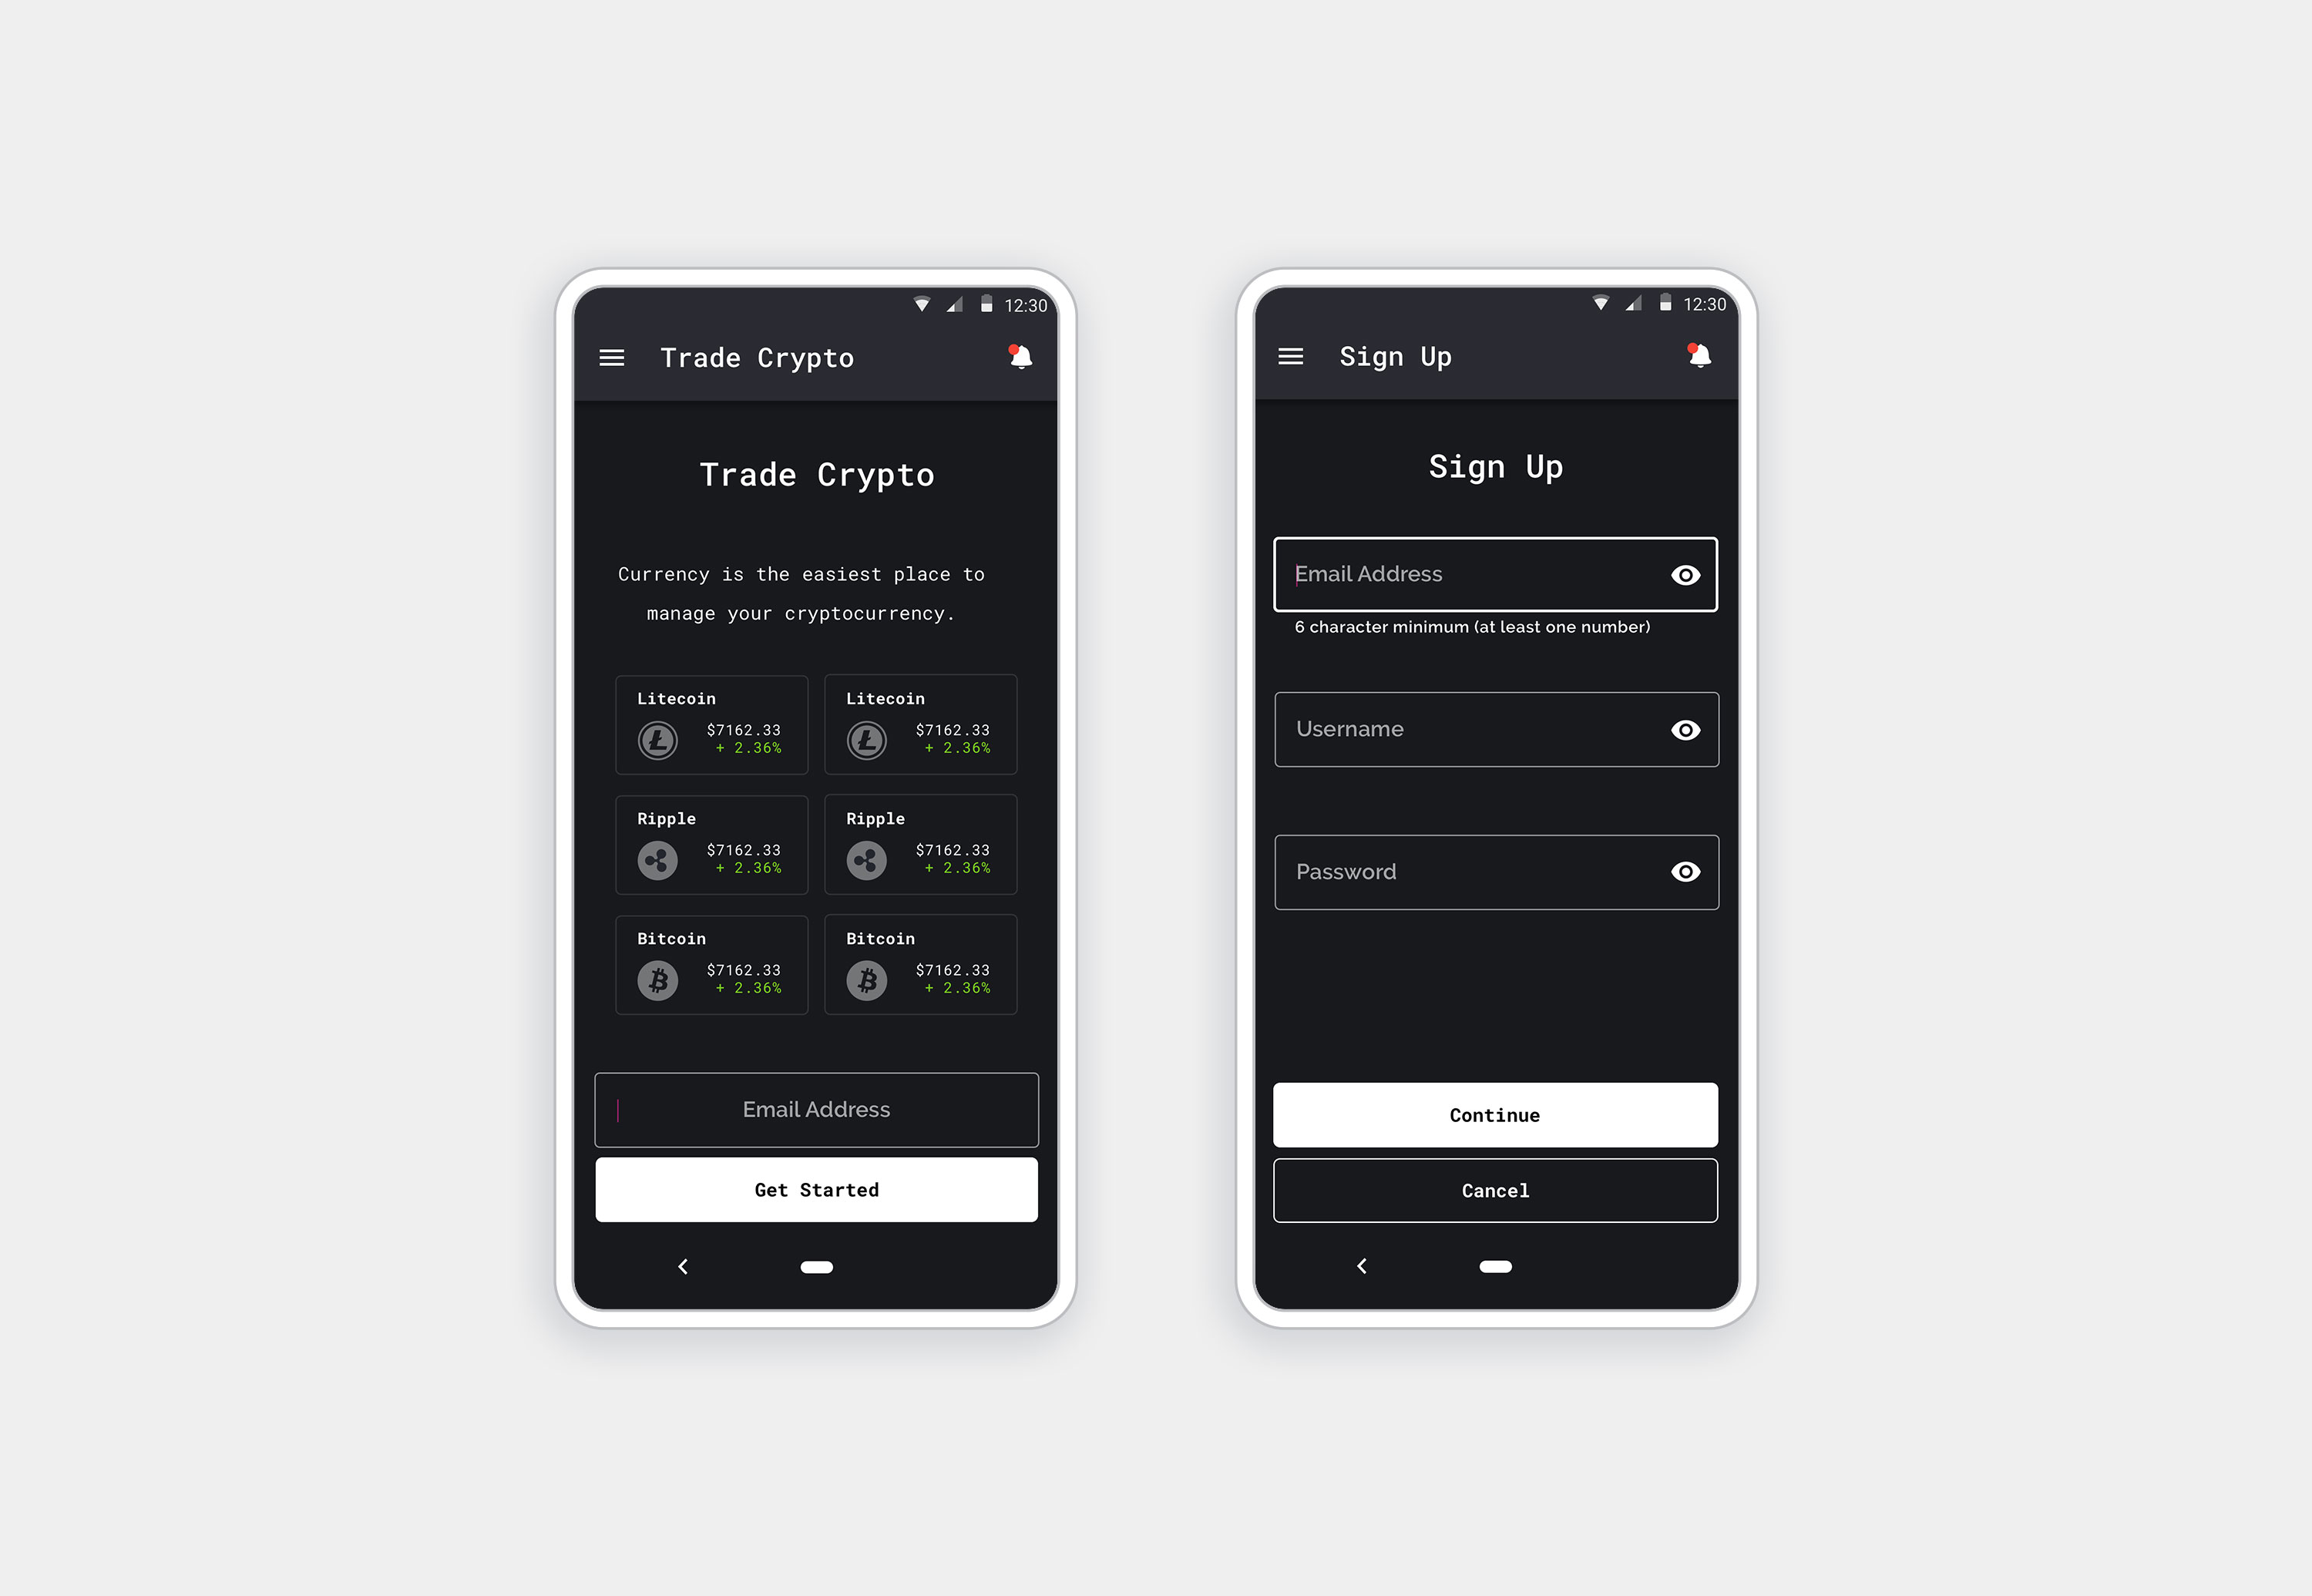 12:30
Trade Crypto
Trade Crypto
Currency is the easiest place to
manage your cryptocurrency.
Litecoin
$7162.33
+ 2.36%
Litecoin
$7162.33
+ 2.36%
Ripple
$7162.33
+ 2.36%
Ripple
$7162.33
+ 2.36%
Bitcoin
$7162.33
+ 2.36%
Bitcoin
$7162.33
+ 2.36%
Email Address
Get Started
12:30
Sign Up
Sign Up
Email Address
6 character minimum (at least one number)
Username
Password
Continue
Cancel